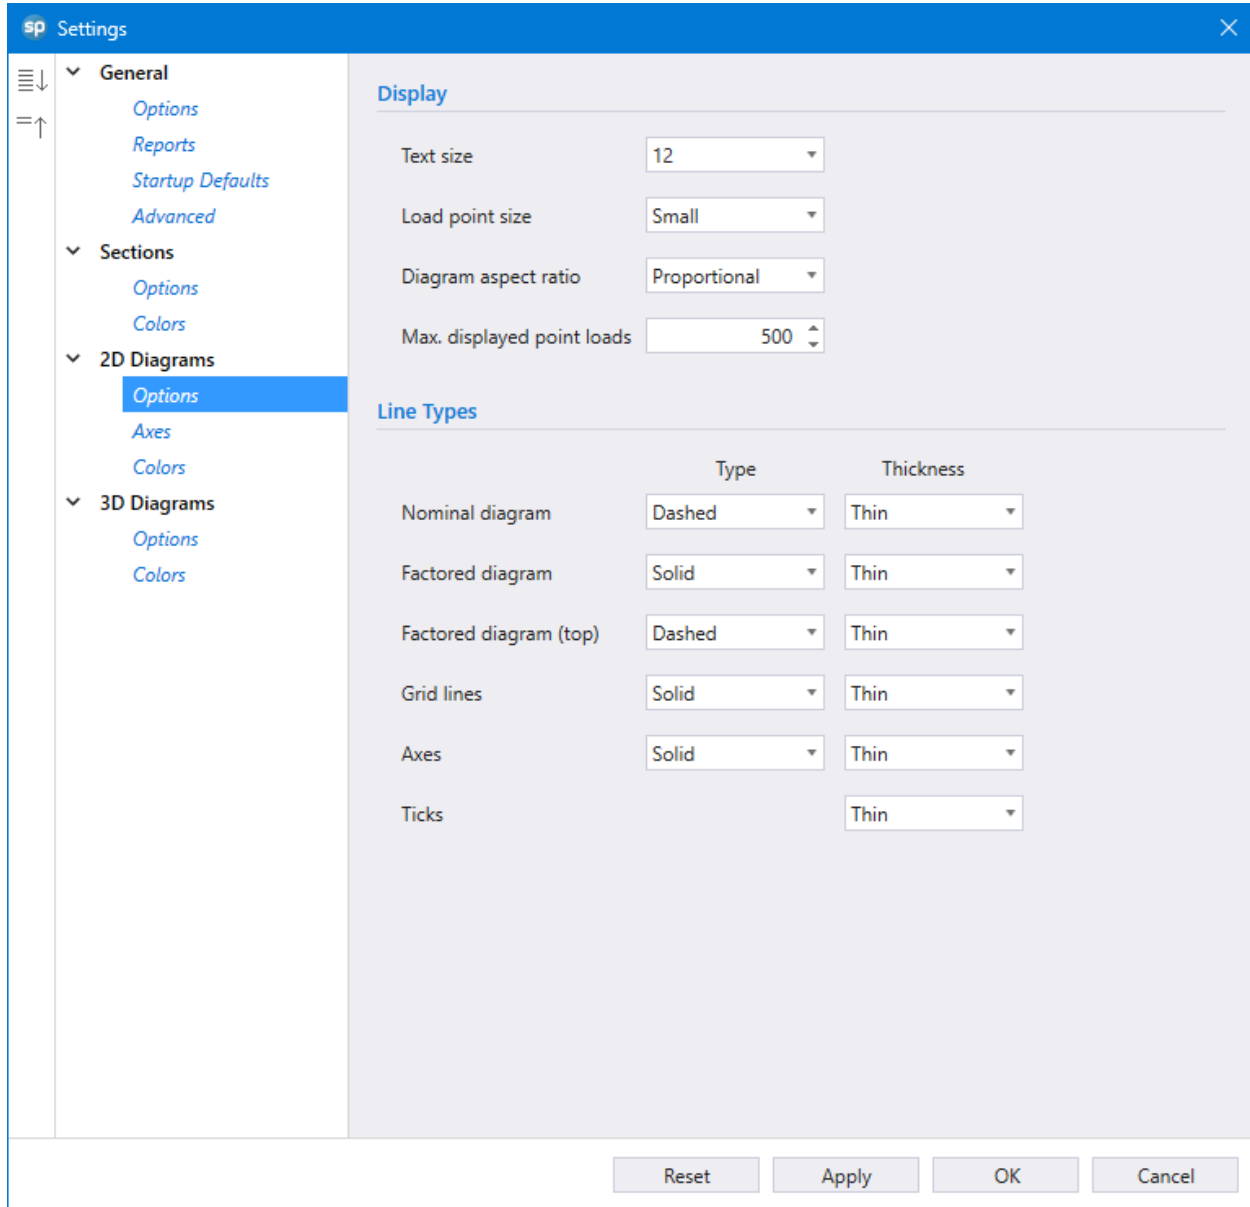 sp Settings
General
Options
Reports
Startup Defaults
Advanced
Sections
Options
Colors
2D Diagrams
Options
Axes
Colors
3D Diagrams
Options
Colors
Display
Text size 12
Load point size Small
Diagram aspect ratio Proportional
Max. displayed point loads 500
Line Types
Type Thickness
Nominal diagram Dashed Thin
Factored diagram Solid Thin
Factored diagram (top) Dashed Thin
Grid lines Solid Thin
Axes Solid Thin
Ticks Thin
Reset Apply OK Cancel